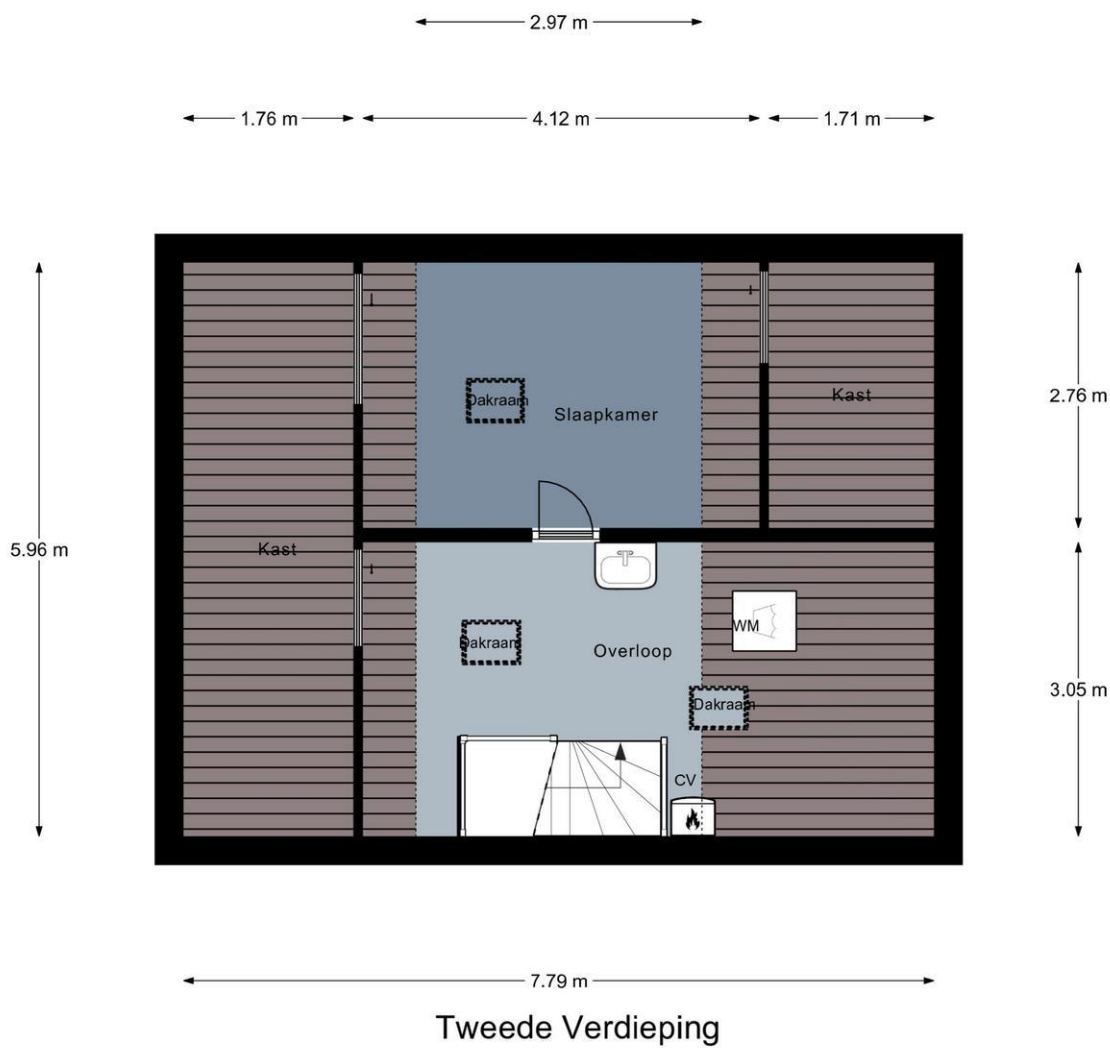 2.97 m
1.76 m
4.12 m
1.71 m
Dakraam
Slaapkamer
Kast
2.76 m
5.96 m
Kast
Dakraam
Overloop
WM
3.05 m
Dakraam
CV
7.79 m
Tweede Verdieping